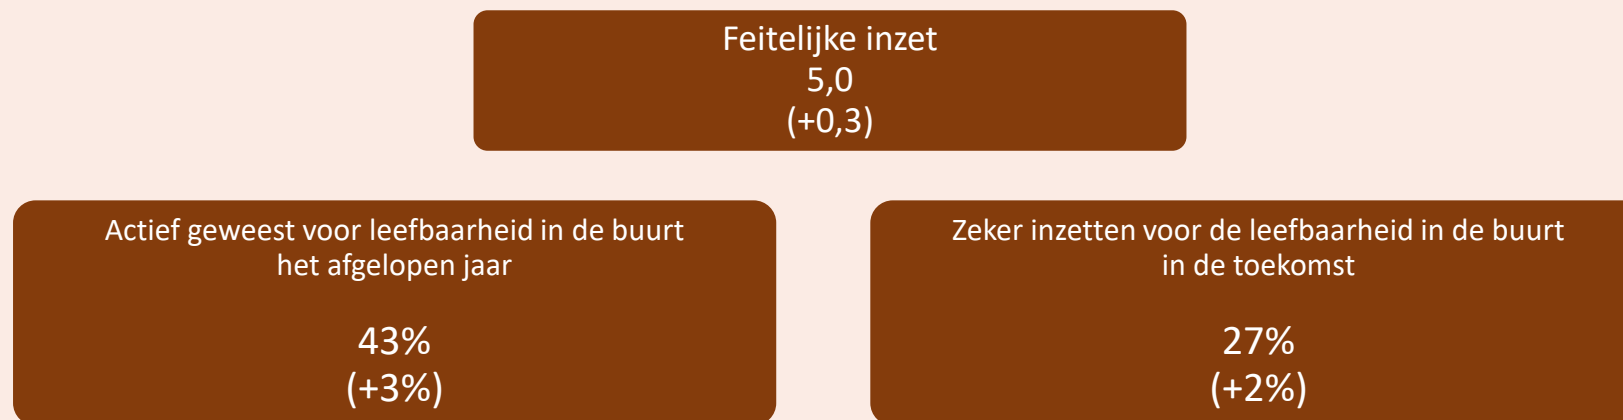 Feitelijke inzet
5,0
(+0,3)
Actief geweest voor leefbaarheid in de buurt
het afgelopen jaar
43%
(+3%)
Zeker inzetten voor de leefbaarheid in de buurt
in de toekomst
27%
(+2%)